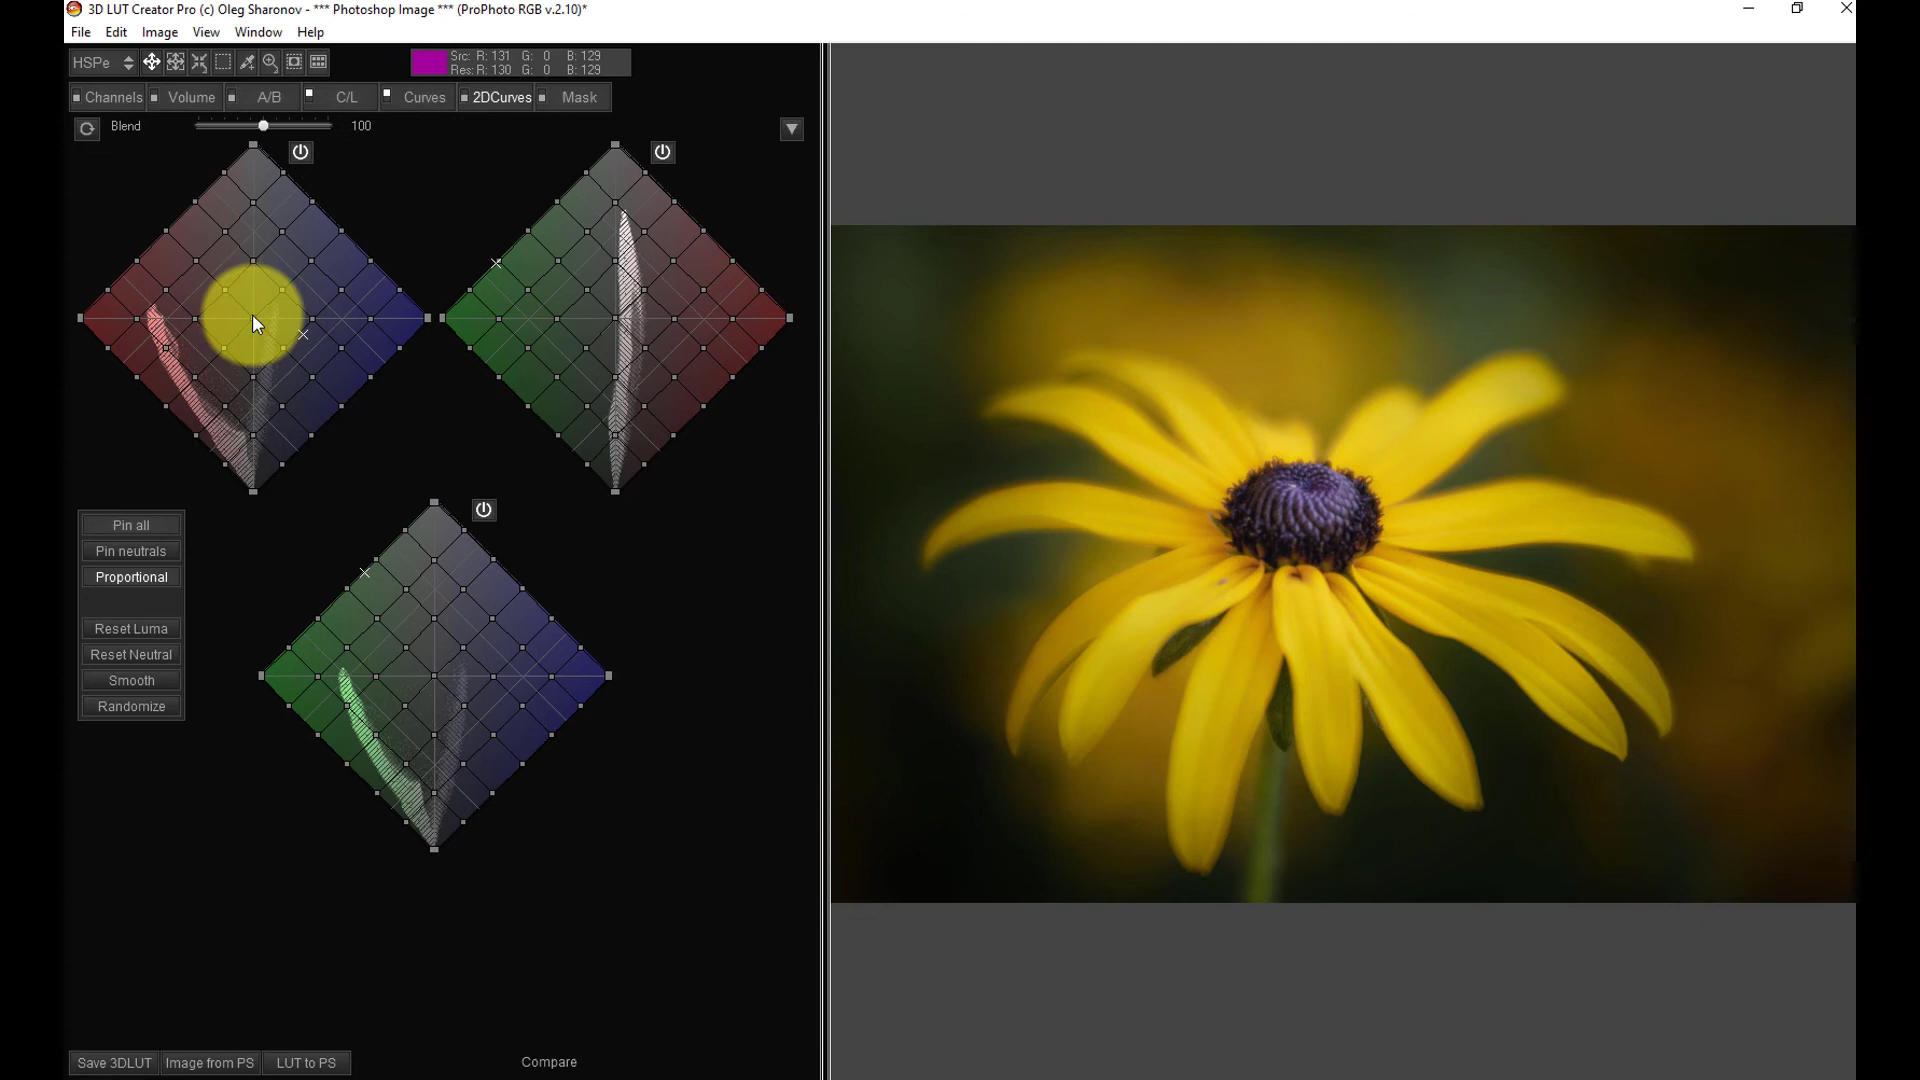 3D LUT Creator Pro (c) Oleg Sharonov - *** Photoshop Image *** (ProPhoto RGB v.2.10)*
File Edit Image View Window Help
HSPe
Src: R: 131 G: 0 B: 129
Res: R: 130 G: 0 B: 129
Channels Volume A/B C/L Curves 2DCurves Mask
Blend 100
Pin all
Pin neutrals
Proportional
Reset Luma
Reset Neutral
Smooth
Randomize
Save 3DLUT Image from PS LUT to PS Compare